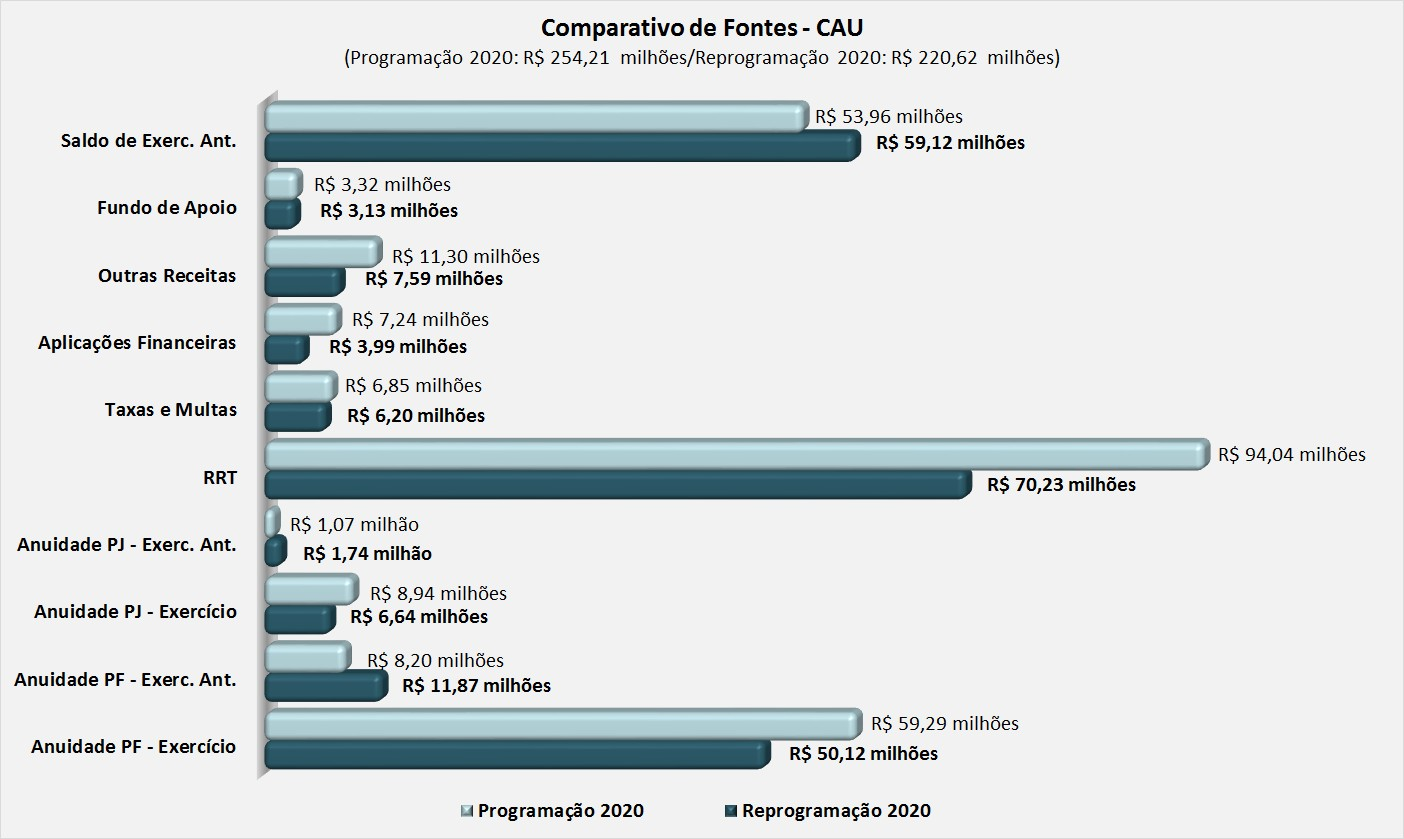 Comparativo de Fontes - CAU
(Programação 2020: R$ 254,21 milhões/Reprogramação 2020: R$ 220,62 milhões)
Saldo de Exerc. Ant.
R$ 53,96 milhões
R$ 59,12 milhões
Fundo de Apoio
R$ 3,32 milhões
R$ 3,13 milhões
Outras Receitas
R$ 11,30 milhões
R$ 7,59 milhões
Aplicações Financeiras
R$ 7,24 milhões
R$ 3,99 milhões
Taxas e Multas
R$ 6,85 milhões
R$ 6,20 milhões
RRT
R$ 94,04 milhões
R$ 70,23 milhões
Anuidade PJ - Exerc. Ant.
R$ 1,07 milhão
R$ 1,74 milhão
Anuidade PJ - Exercício
R$ 8,94 milhões
R$ 6,64 milhões
Anuidade PF - Exerc. Ant.
R$ 8,20 milhões
R$ 11,87 milhões
Anuidade PF - Exercício
R$ 59,29 milhões
R$ 50,12 milhões
Programação 2020
Reprogramação 2020